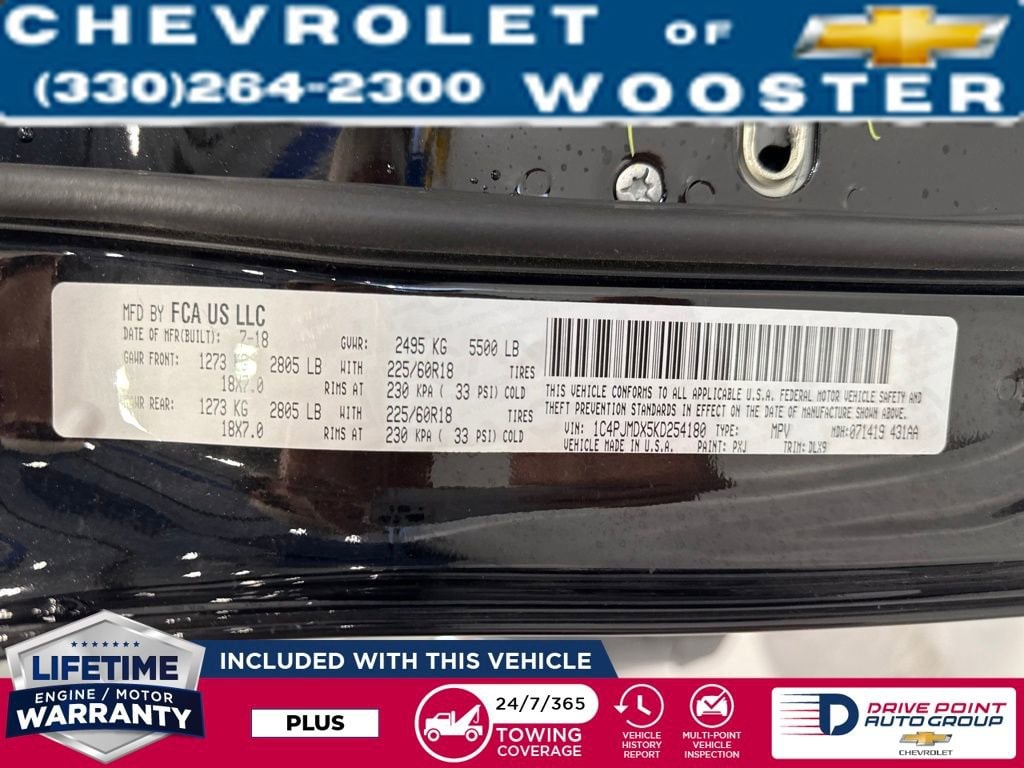 CHEVROLET OF
(330)264-2300 WOOSTER
MFD BY FCA US LLC
DATE OF MFR(BUILT): 7-18
GVWR: 2495 KG 5500 LB
GAWR FRONT: 1273 KG 2805 LB WITH 225/60R18 TIRES
18X7.0 RIMS AT 230 KPA ( 33 PSI) COLD
GAWR REAR: 1273 KG 2805 LB WITH 225/60R18 TIRES
18X7.0 RIMS AT 230 KPA ( 33 PSI) COLD
THIS VEHICLE CONFORMS TO ALL APPLICABLE U.S.A. FEDERAL MOTOR VEHICLE SAFETY AND
THEFT PREVENTION STANDARDS IN EFFECT ON THE DATE OF MANUFACTURE SHOWN ABOVE.
VIN: 1C4PJMDX5KD254180 TYPE: MPV MDH: 071419 431AA
VEHICLE MADE IN U.S.A. PAINT: PXJ TRIM: DLX9
LIFETIME
ENGINE / MOTOR
WARRANTY
INCLUDED WITH THIS VEHICLE
PLUS
24/7/365
TOWING
COVERAGE
VEHICLE
HISTORY
REPORT
MULTI-POINT
VEHICLE
INSPECTION
D
DRIVE POINT
AUTO GROUP
CHEVROLET